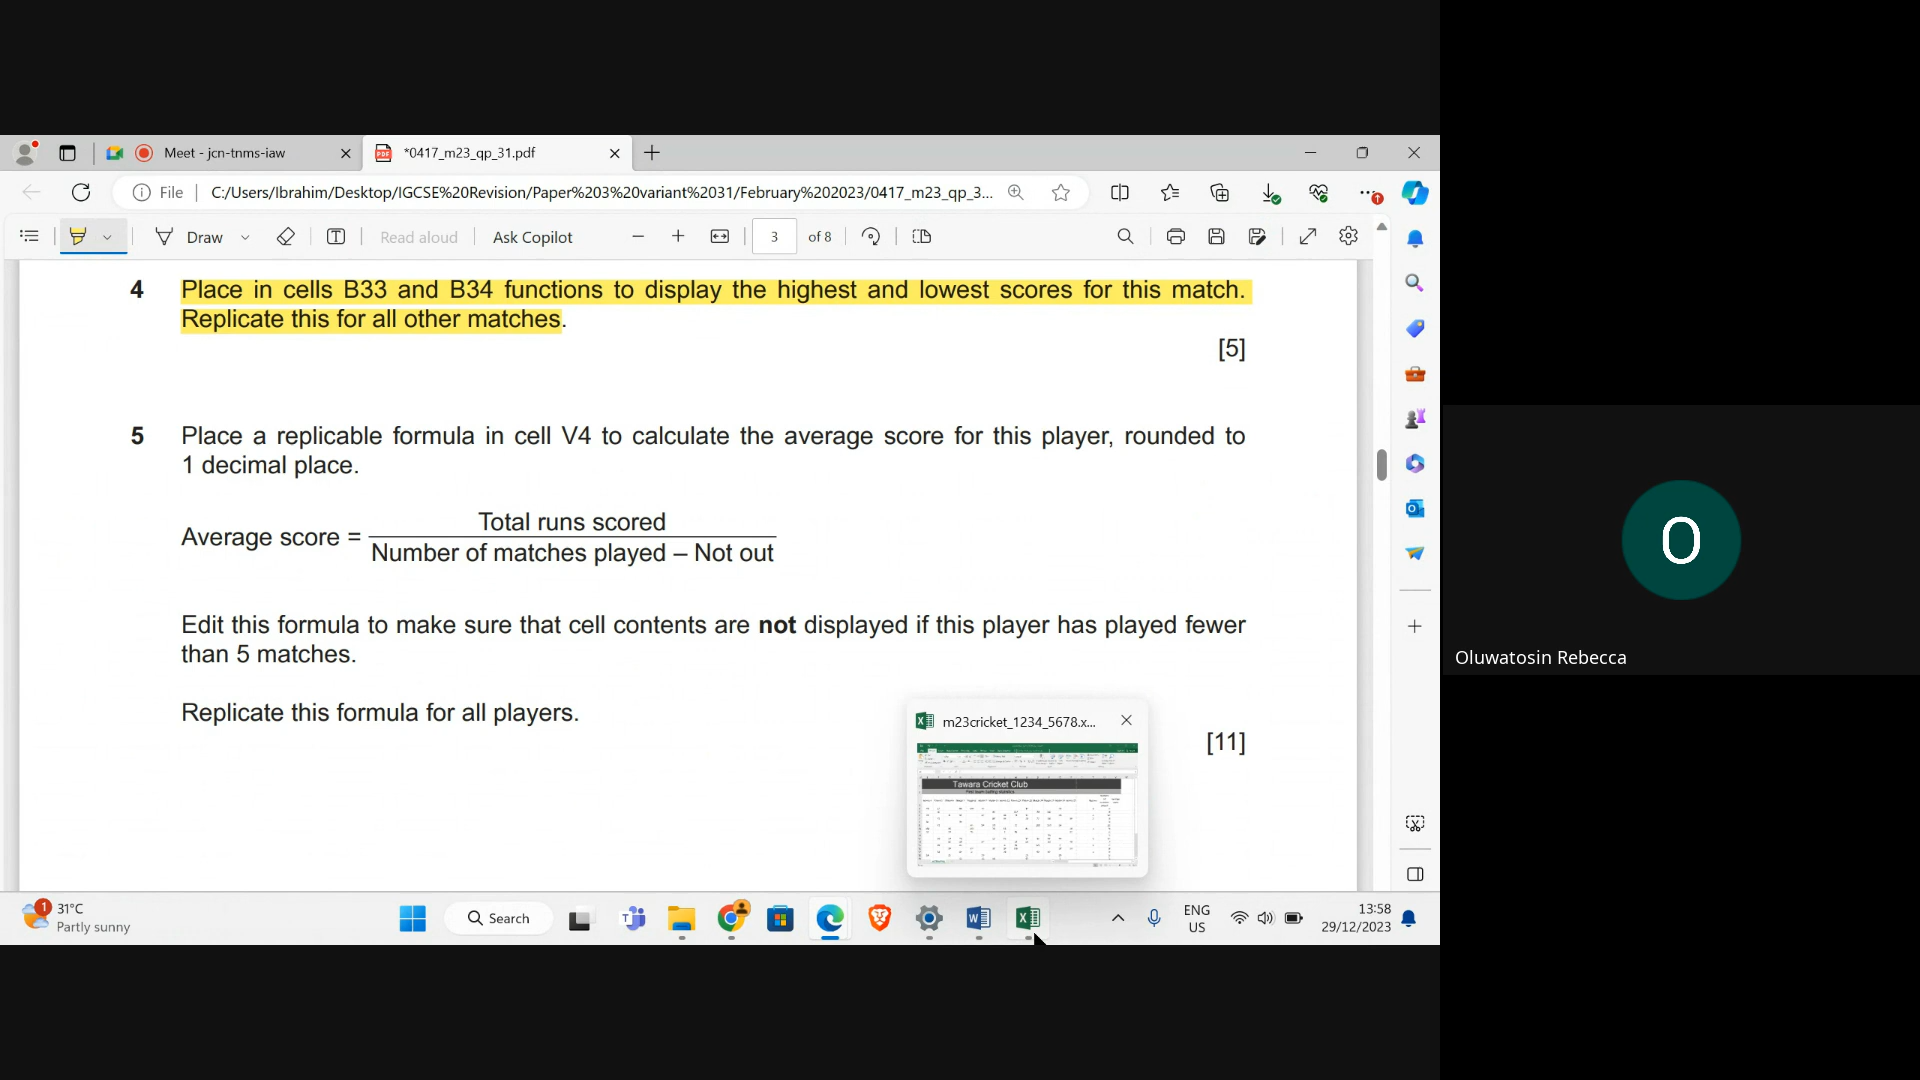 Meet - jcn-tnms-iaw
*0417_m23_qp_31.pdf
File
C:/Users/Ibrahim/Desktop/IGCSE%20Revision/Paper%203%20variant%2031/February%202023/0417_m23_qp_3...
Draw
Read aloud
Ask Copilot
3 of 8
4 Place in cells B33 and B34 functions to display the highest and lowest scores for this match.
Replicate this for all other matches.
[5]
5 Place a replicable formula in cell V4 to calculate the average score for this player, rounded to
1 decimal place.
Total runs scored
Average score =
Number of matches played – Not out
Edit this formula to make sure that cell contents are not displayed if this player has played fewer
than 5 matches.
Replicate this formula for all players.
m23cricket_1234_5678.x...
[11]
Tawara Cricket Club
O
Oluwatosin Rebecca
1
31°C
Partly sunny
Search
ENG
US
13:58
29/12/2023